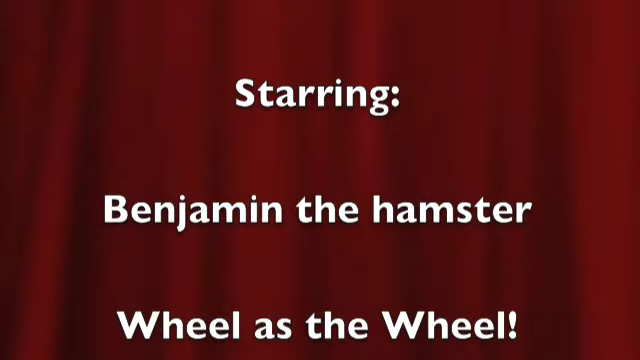 Starring:
Benjamin the hamster
Wheel as the Wheel!